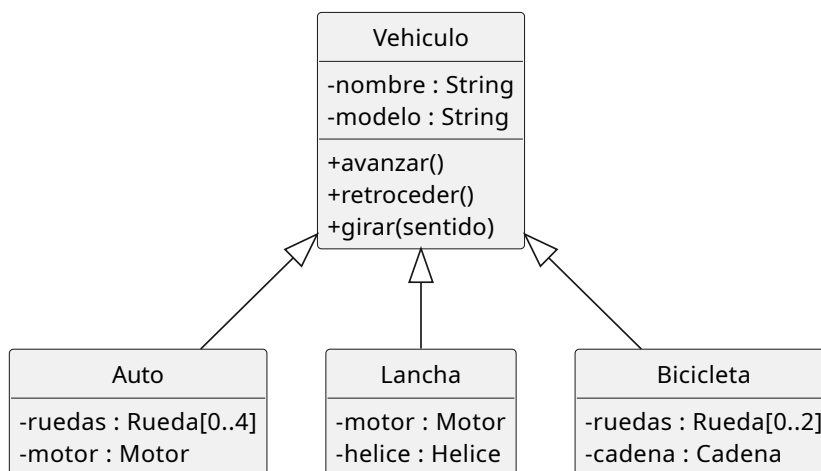 Vehiculo
-nombre : String
-modelo : String
+avanzar()
+retroceder()
+girar(sentido)
Auto
-ruedas : Rueda[0..4]
-motor : Motor
Lancha
-motor : Motor
-helice : Helice
Bicicleta
-ruedas : Rueda[0..2]
-cadena : Cadena